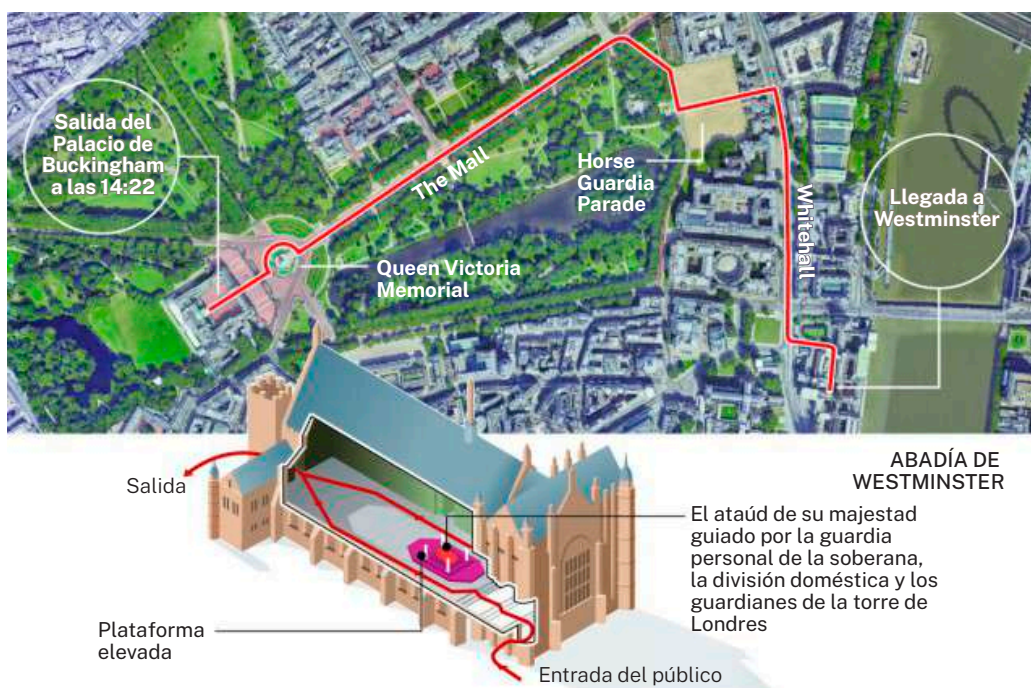 Salida del
Palacio de
Buckingham
a las 14:22
The Mall
Horse
Guardia
Parade
Queen Victoria
Memorial
Whitehall
Llegada a
Westminster
ABADÍA DE
WESTMINSTER
Salida
El ataúd de su majestad
guiado por la guardia
personal de la soberana,
la división doméstica y los
guardianes de la torre de
Londres
Plataforma
elevada
Entrada del público